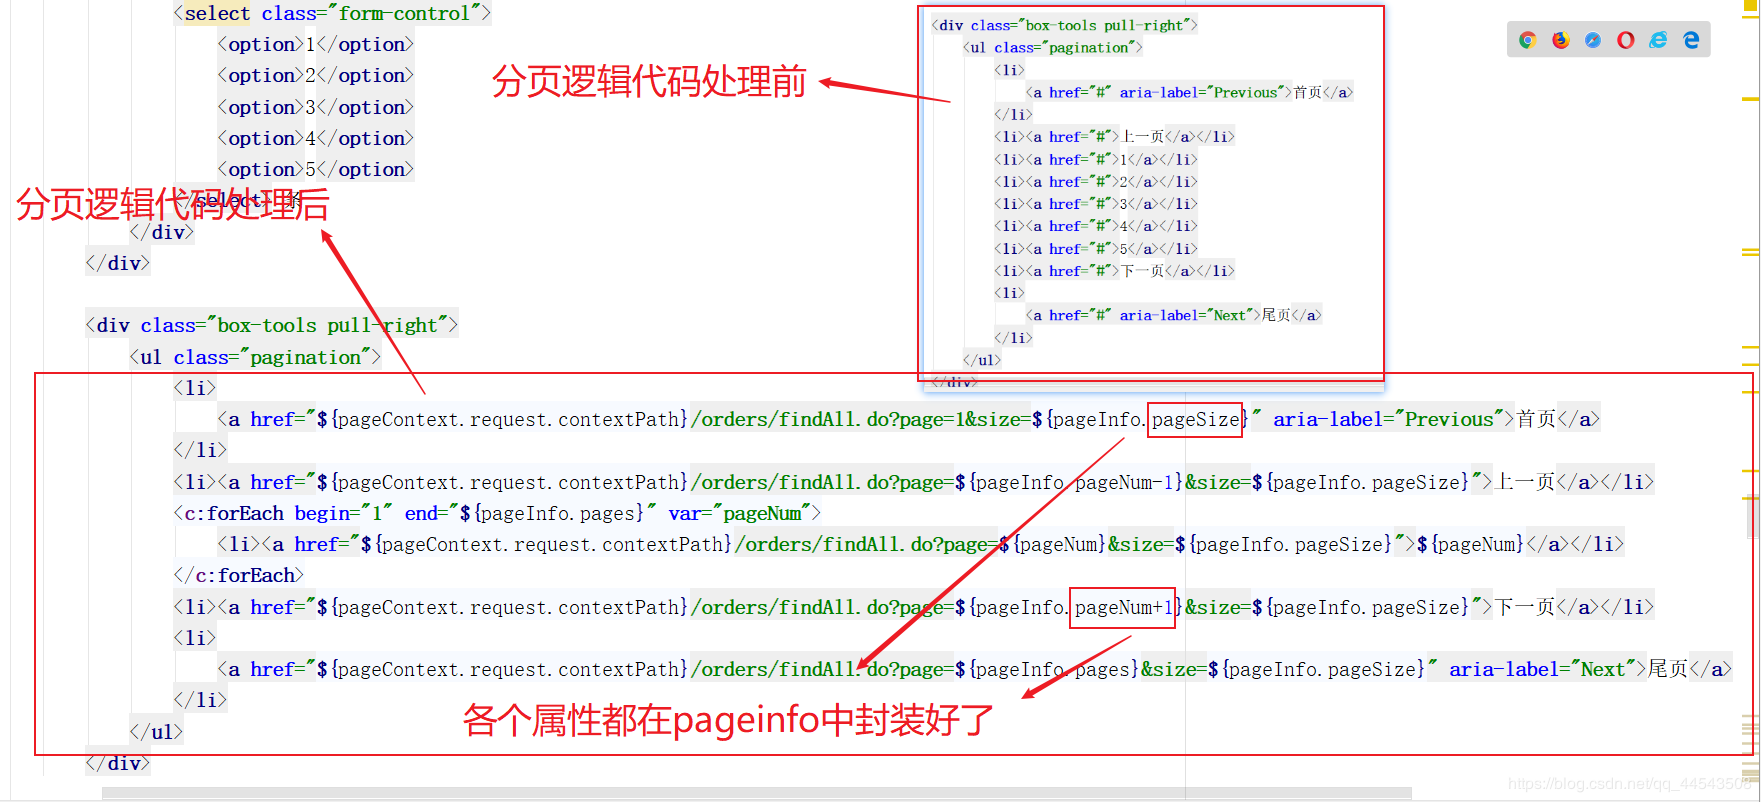 <select class="form-control">
<option>1</option>
<option>2</option>
<option>3</option>
<option>4</option>
<option>5</option>
</select> 条
</div>
</div>
分页逻辑代码处理后
分页逻辑代码处理前
<div class="box-tools pull-right">
<ul class="pagination">
<li>
<a href="#" aria-label="Previous">首页</a>
</li>
<li><a href="#">上一页</a></li>
<li><a href="#">1</a></li>
<li><a href="#">2</a></li>
<li><a href="#">3</a></li>
<li><a href="#">4</a></li>
<li><a href="#">5</a></li>
<li><a href="#">下一页</a></li>
<li>
<a href="#" aria-label="Next">尾页</a>
</li>
</ul>
</div>
<div class="box-tools pull-right">
<ul class="pagination">
<li>
<a href="${pageContext.request.contextPath}/orders/findAll.do?page=1&size=${pageInfo.pageSize}" aria-label="Previous">首页</a>
</li>
<li><a href="${pageContext.request.contextPath}/orders/findAll.do?page=${pageInfo.pageNum-1}&size=${pageInfo.pageSize}">上一页</a></li>
<c:forEach begin="1" end="${pageInfo.pages}" var="pageNum">
<li><a href="${pageContext.request.contextPath}/orders/findAll.do?page=${pageNum}&size=${pageInfo.pageSize}">${pageNum}</a></li>
</c:forEach>
<li><a href="${pageContext.request.contextPath}/orders/findAll.do?page=${pageInfo.pageNum+1}&size=${pageInfo.pageSize}">下一页</a></li>
<li>
<a href="${pageContext.request.contextPath}/orders/findAll.do?page=${pageInfo.pages}&size=${pageInfo.pageSize}" aria-label="Next">尾页</a>
</li>
</ul>
</div>
各个属性都在pageinfo中封装好了
https://blog.csdn.net/qq_44543508